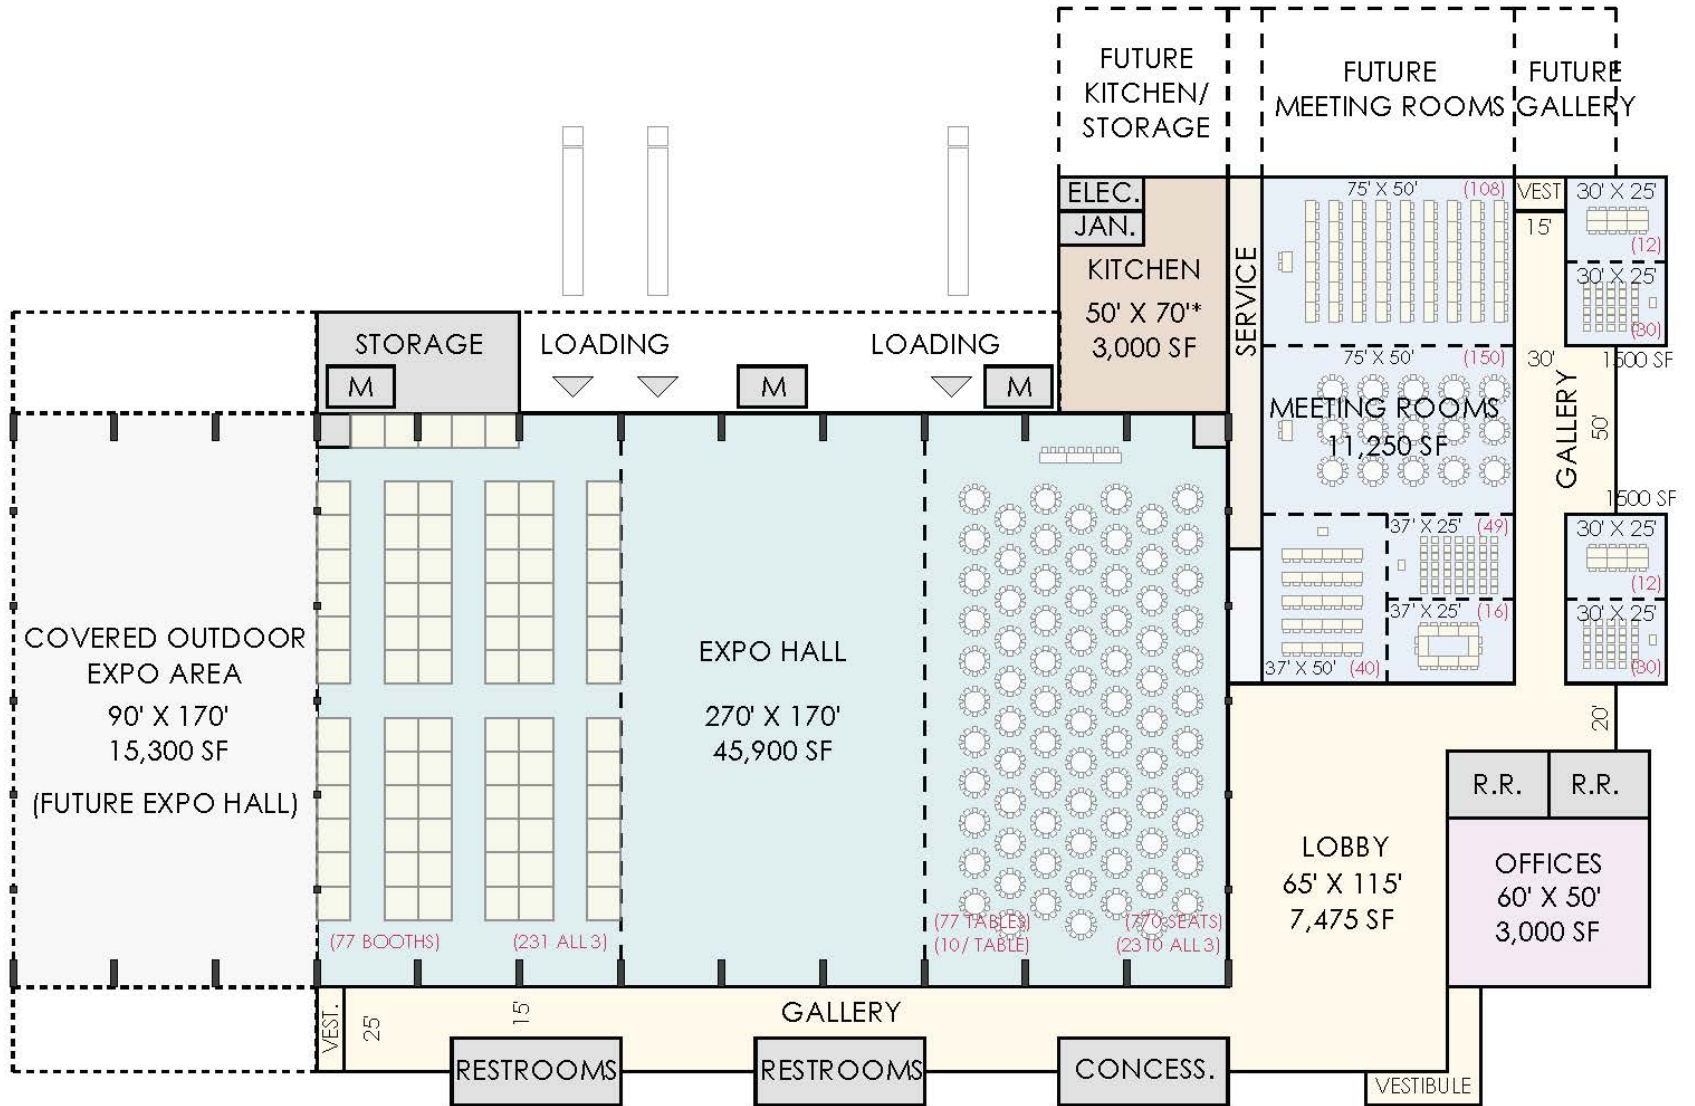 FUTURE
KITCHEN/
STORAGE
FUTURE
MEETING ROOMS
FUTURE
GALLERY
ELEC.
JAN.
KITCHEN
50' X 70'*
3,000 SF
SERVICE
75' X 50' (108)
VEST
30' X 25'
15'
(12)
30' X 25'
(30)
1500 SF
STORAGE
M
LOADING
M
LOADING
M
75' X 50' (150)
30'
MEETING ROOMS
11,250 SF
GALLERY
50'
1500 SF
37' X 25' (49)
30' X 25'
(12)
37' X 25' (16)
30' X 25'
(30)
37' X 50' (40)
20'
COVERED OUTDOOR
EXPO AREA
90' X 170'
15,300 SF
(FUTURE EXPO HALL)
EXPO HALL
270' X 170'
45,900 SF
(77 BOOTHS) (231 ALL 3)
(77 TABLES) (770 SEATS)
(10/ TABLE) (2310 ALL 3)
R.R.
R.R.
LOBBY
65' X 115'
7,475 SF
OFFICES
60' X 50'
3,000 SF
VEST.
25'
15'
GALLERY
RESTROOMS
RESTROOMS
CONCESS.
VESTIBULE